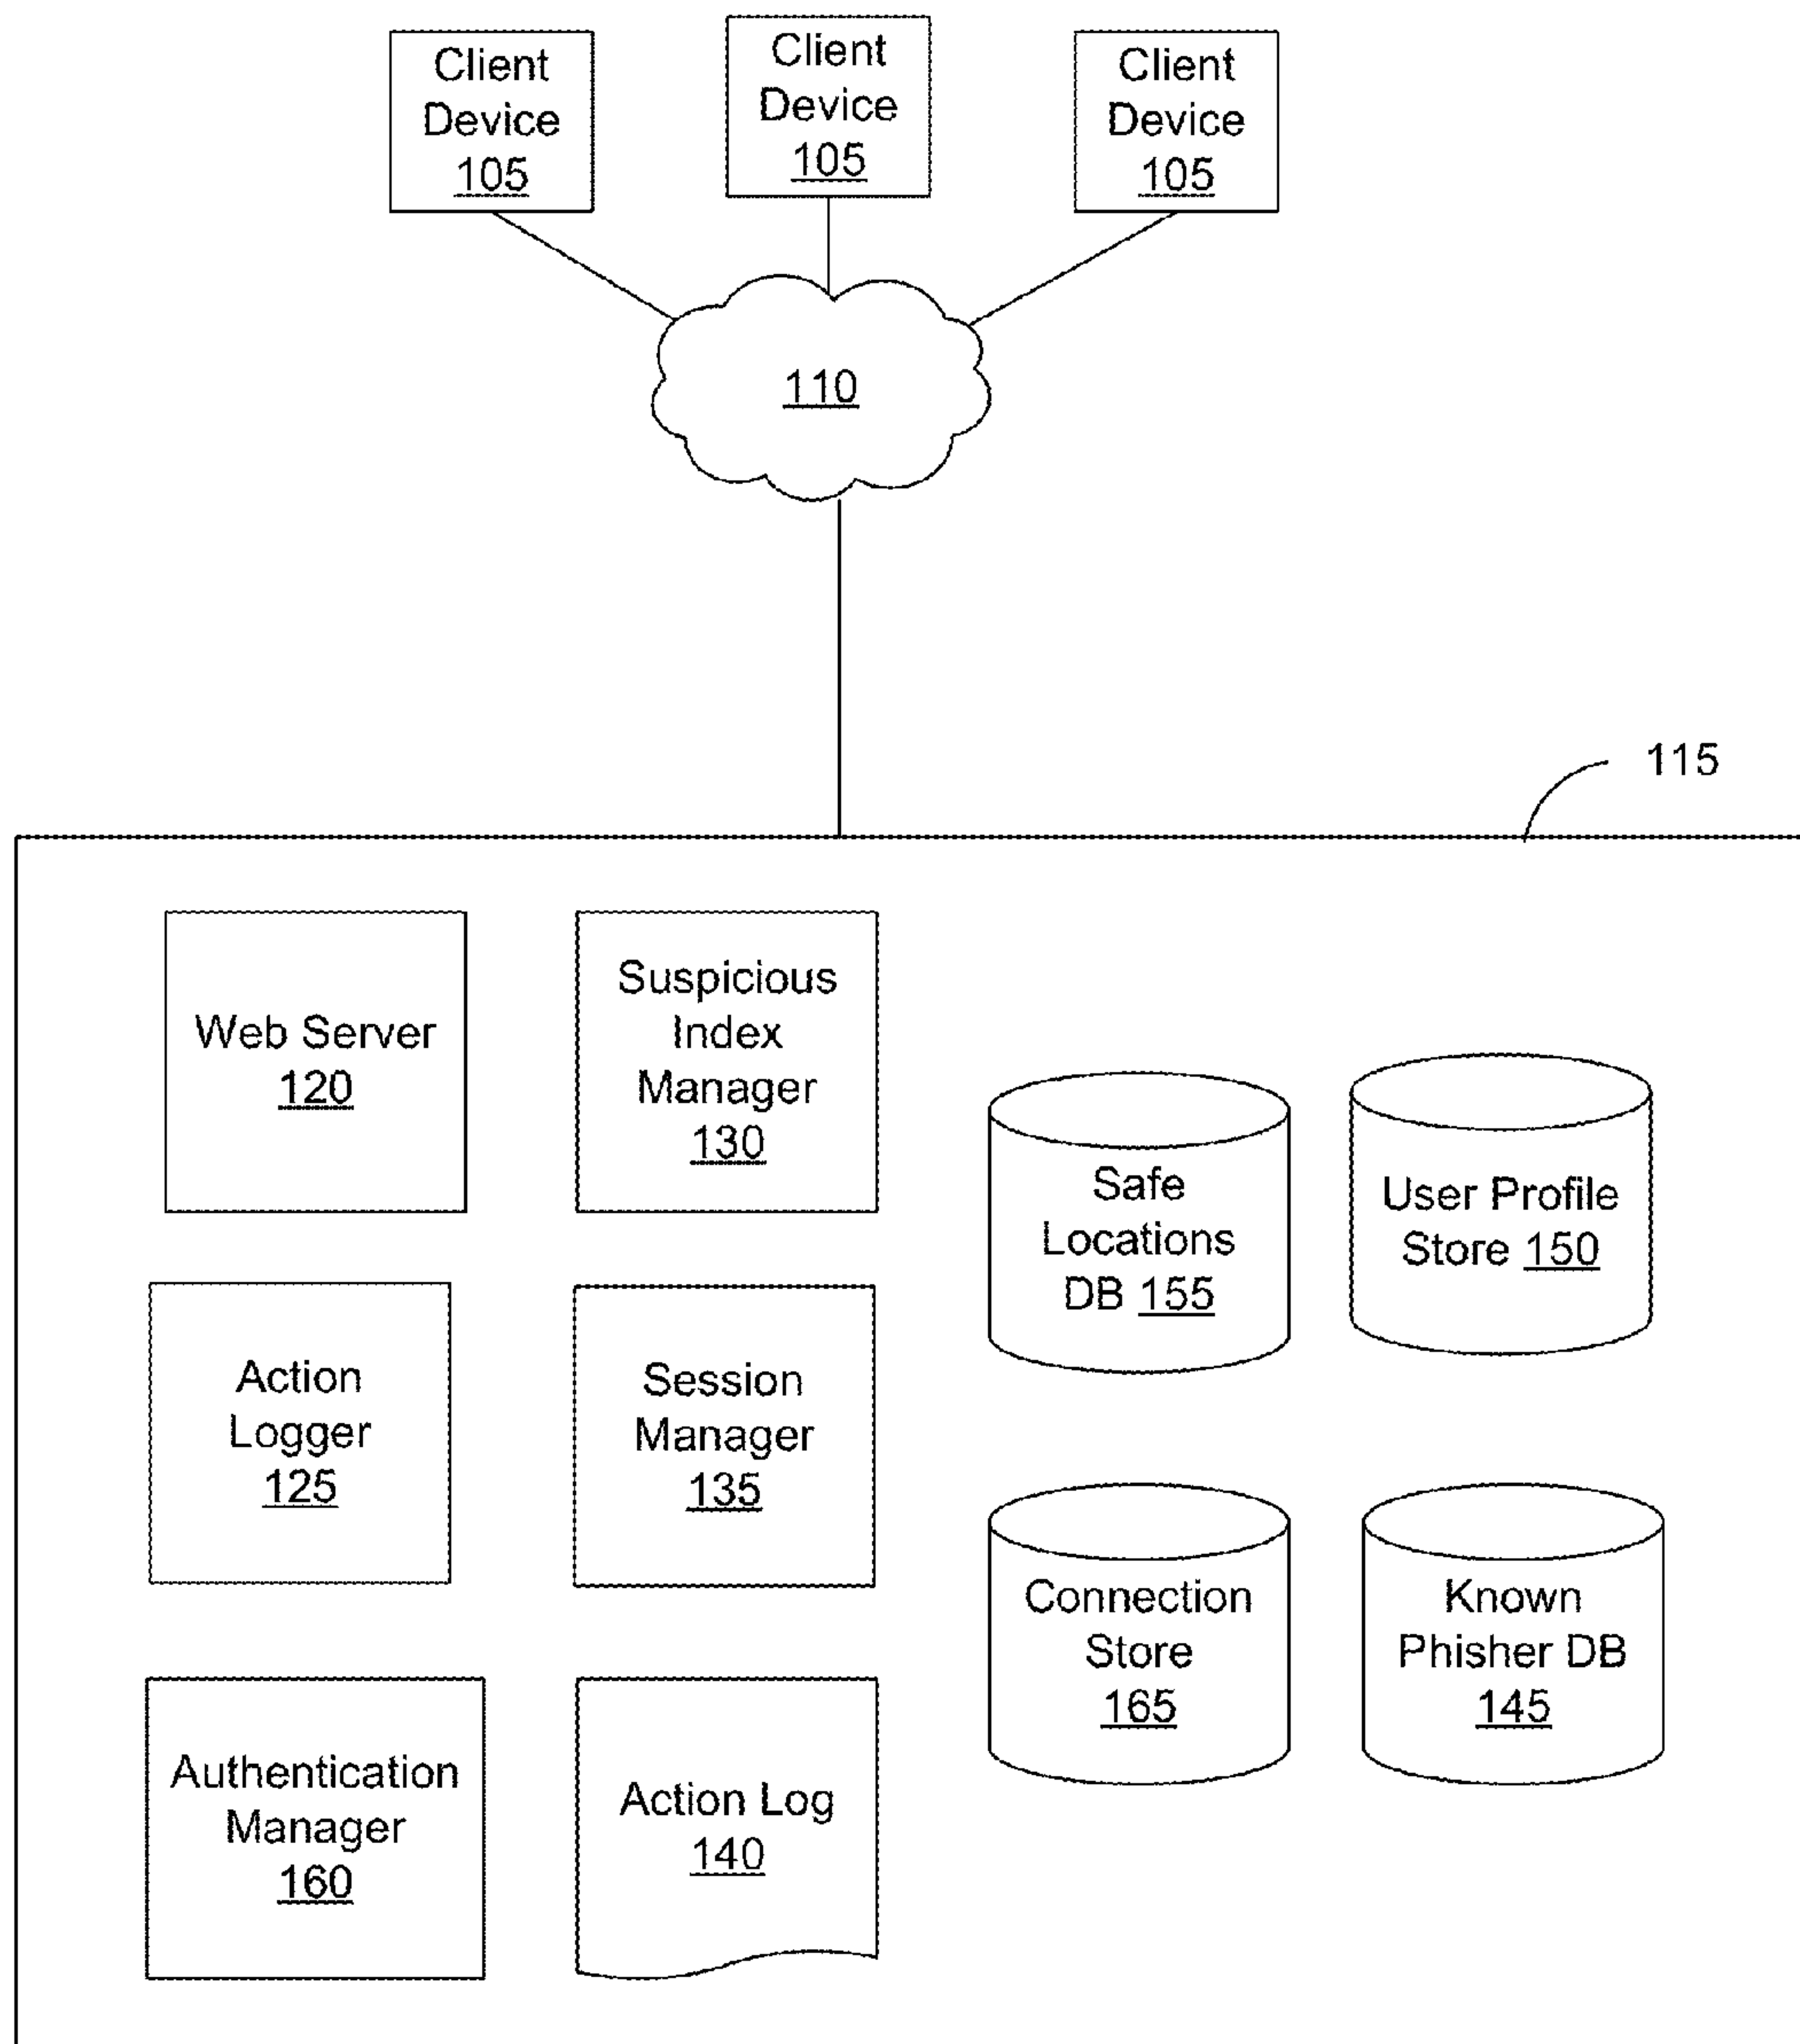 Client
Device
105
Client
Device
105
Client
Device
105
110
115
Web Server
120
Suspicious
Index
Manager
130
Safe
Locations
DB 155
User Profile
Store 150
Action
Logger
125
Session
Manager
135
Connection
Store
165
Known
Phisher DB
145
Authentication
Manager
160
Action Log
140